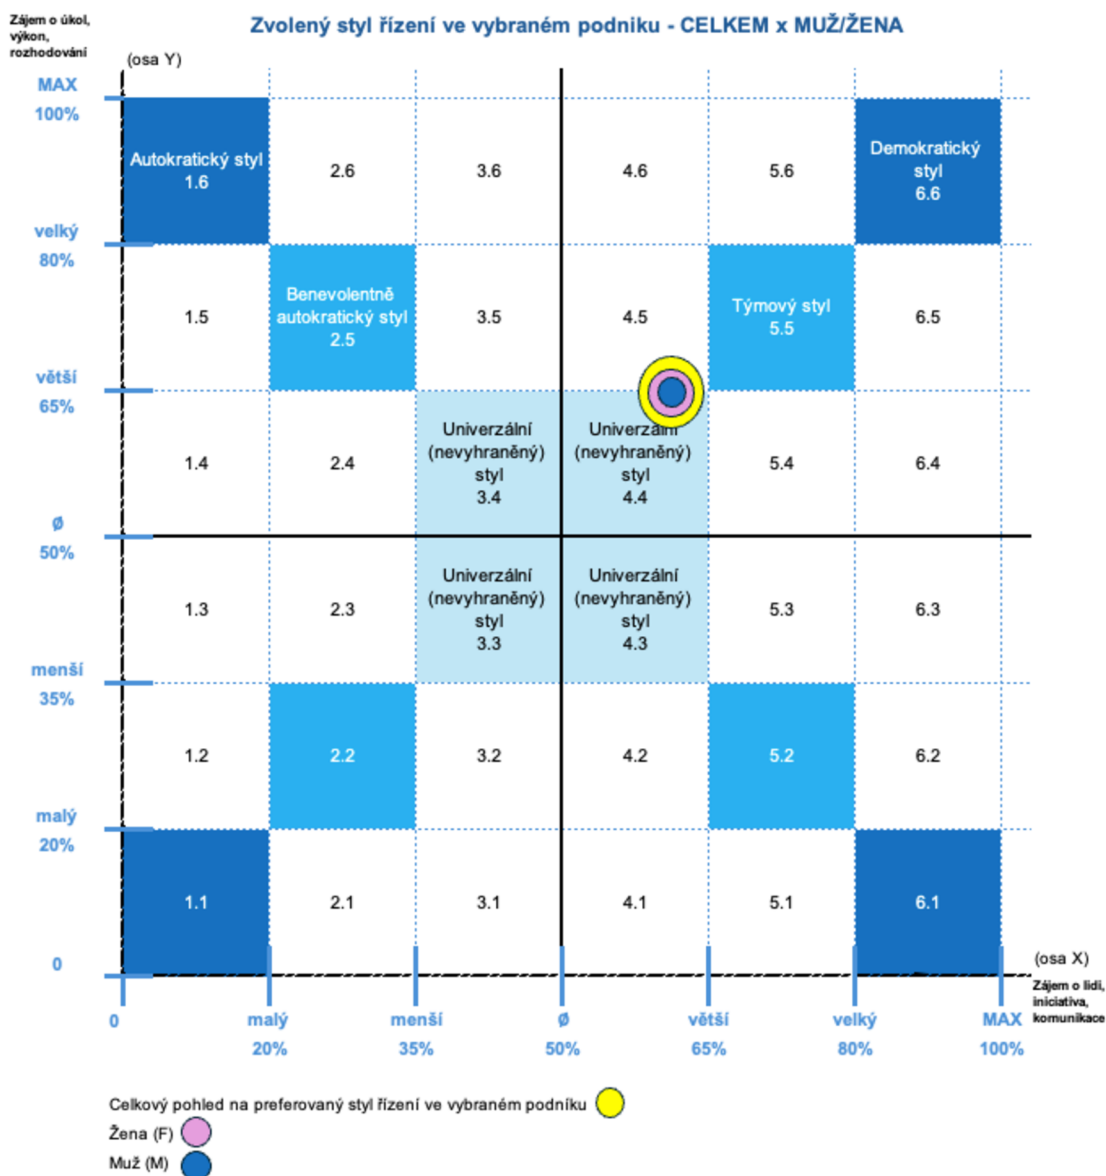 Zájem o úkol,
výkon,
rozhodování
Zvolený styl řízení ve vybraném podniku - CELKEM x MUŽ/ŽENA
(osa Y)
MAX
100%
Autokratický styl
1.6
2.6
3.6
4.6
5.6
Demokratický
styl
6.6
velký
80%
1.5
Benevolentně
autokratický styl
2.5
3.5
4.5
Týmový styl
5.5
6.5
větší
65%
1.4
2.4
Univerzální
(nevyhraněný)
styl
3.4
Univerzální
(nevyhraněný)
styl
4.4
5.4
6.4
Ø
50%
1.3
2.3
Univerzální
(nevyhraněný)
styl
3.3
Univerzální
(nevyhraněný)
styl
4.3
5.3
6.3
menší
35%
1.2
2.2
3.2
4.2
5.2
6.2
malý
20%
1.1
2.1
3.1
4.1
5.1
6.1
0
(osa X)
Zájem o lidi,
iniciativa,
komunikace
0
malý
20%
menší
35%
Ø
50%
větší
65%
velký
80%
MAX
100%
Celkový pohled na preferovaný styl řízení ve vybraném podníku
Žena (F)
Muž (M)